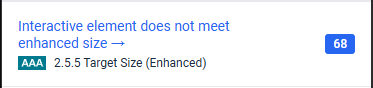 Interactive element does not meet
enhanced size →
68
AAA 2.5.5 Target Size (Enhanced)